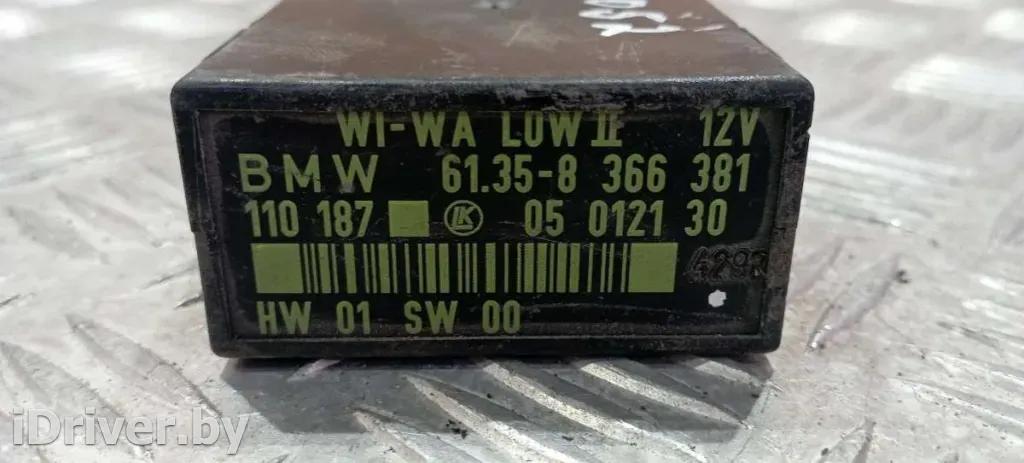 WI-WA LOW II 12V
BMW 61.35-8 366 381
110 187 LK 05 0121 30
HW 01 SW 00
iDriver.by